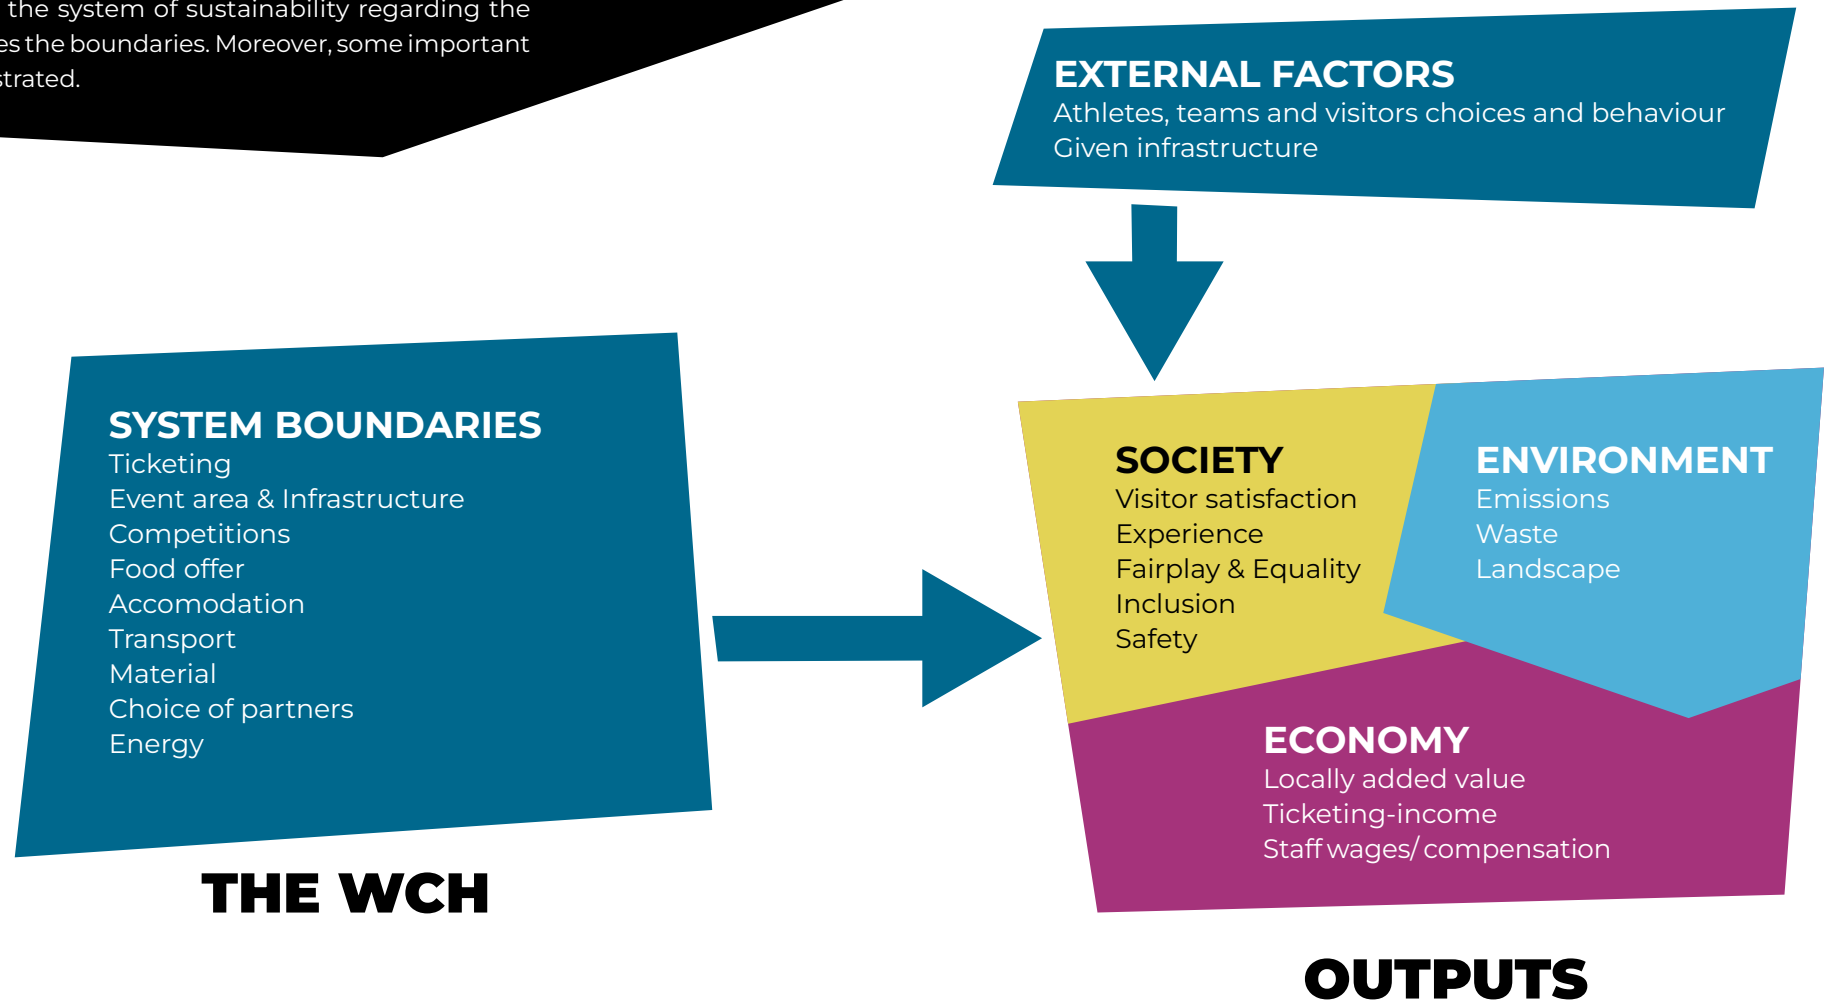 the system of sustainability regarding the
the boundaries. Moreover, some important
EXTERNAL FACTORS
Athletes, teams and visitors choices and behaviour
Given infrastructure
SYSTEM BOUNDARIES
Ticketing
Event area & Infrastructure
Competitions
Food offer
Accomodation
Transport
Material
Choice of partners
Energy
THE WCH
SOCIETY
Visitor satisfaction
Experience
Fairplay & Equality
Inclusion
Safety
ENVIRONMENT
Emissions
Waste
Landscape
ECONOMY
Locally added value
Ticketing-income
Staff wages/ compensation
OUTPUTS